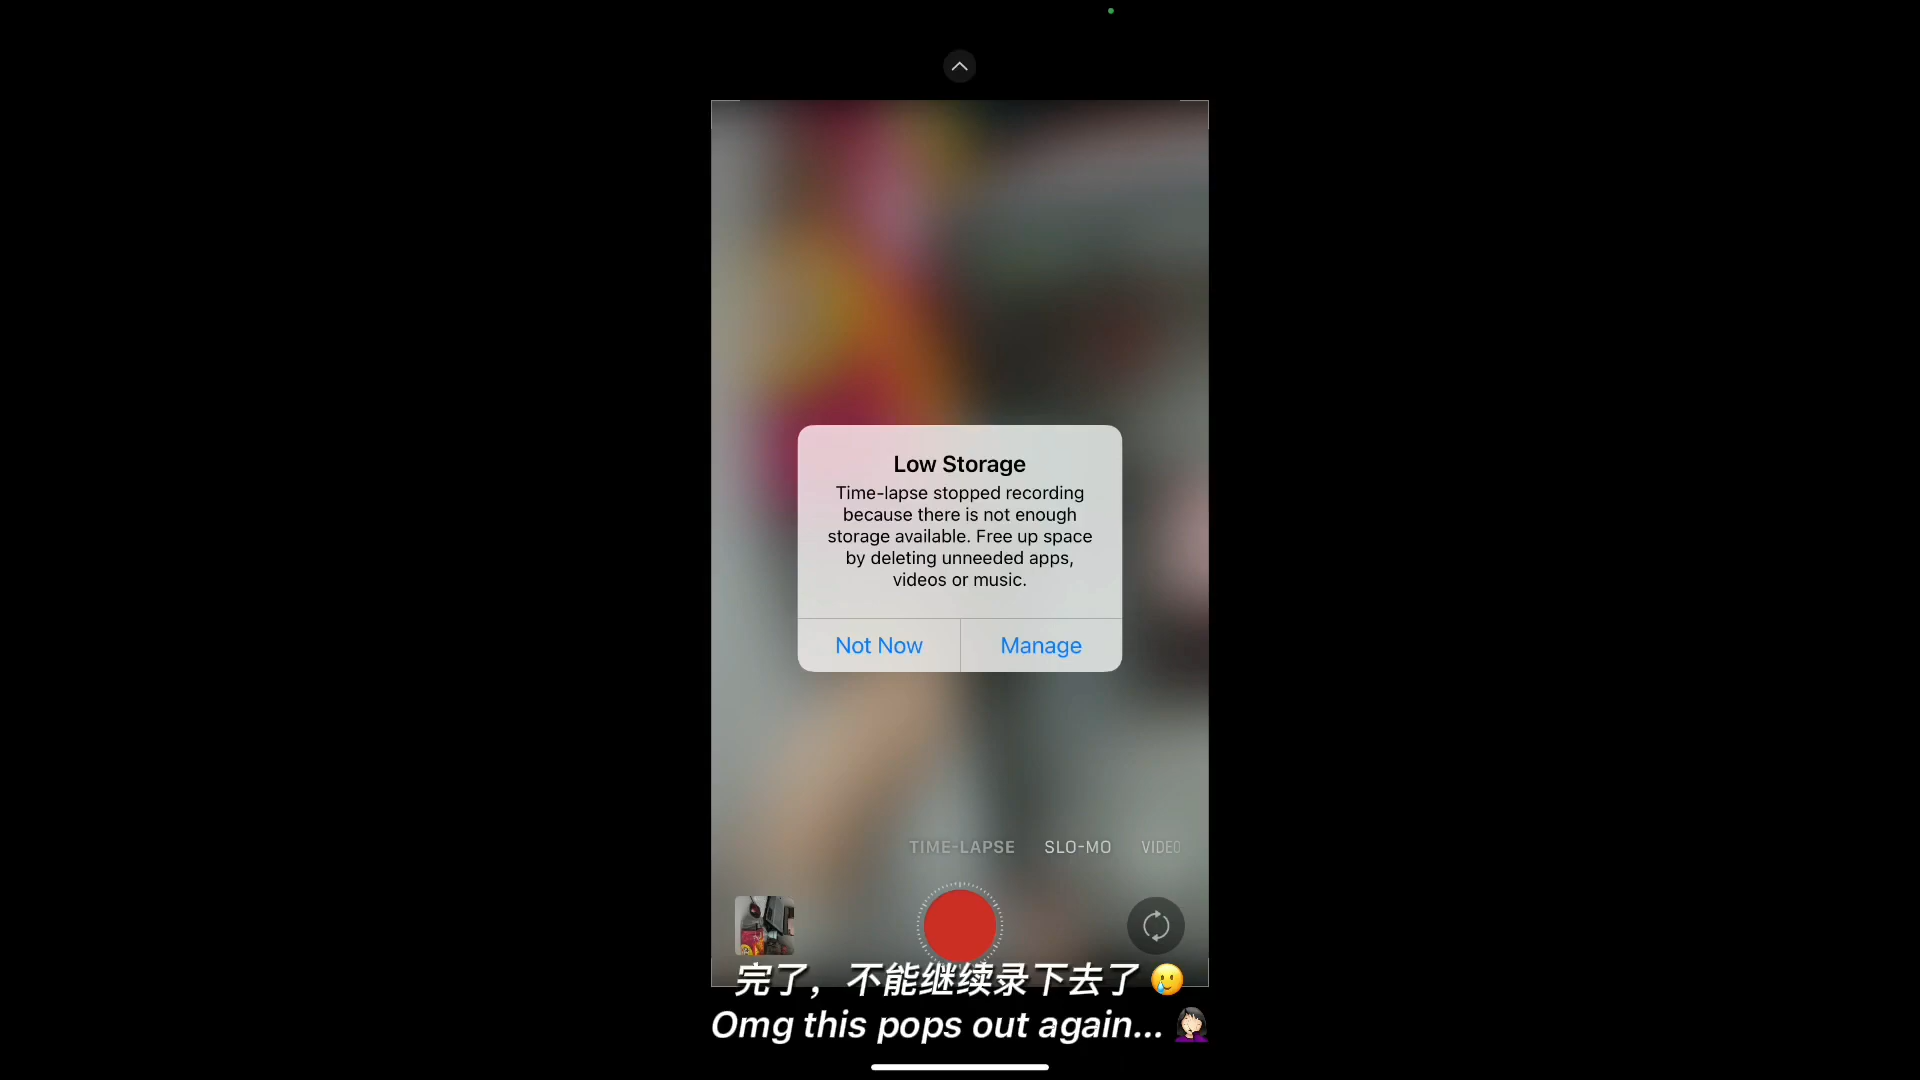 Low Storage
Time-lapse stopped recording
because there is not enough
storage available. Free up space
by deleting unneeded apps,
videos or music.
Not Now
Manage
TIME-LAPSE
SLO-MO
VIDEO
完了，不能继续录下去了 🥲
Omg this pops out again... 🤦🏻‍♀️